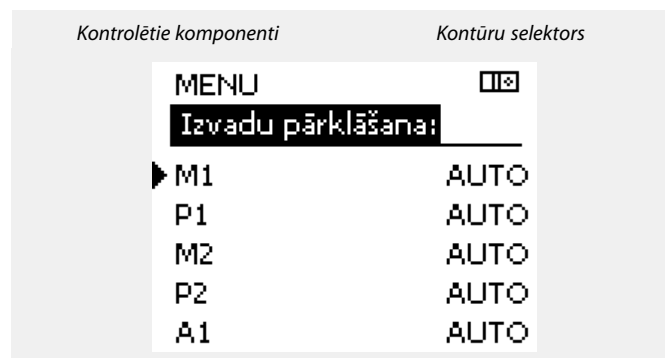 Kontrolētie komponenti Kontūru selektors
MENU
Izvadu pārklāšana:
M1 AUTO
P1 AUTO
M2 AUTO
P2 AUTO
A1 AUTO